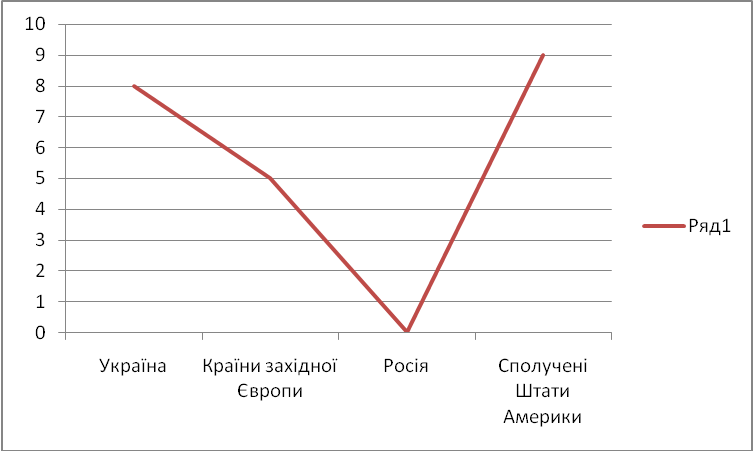 10
9
8
7
6
5
4
3
2
1
0
Україна
Країни західної
Європи
Росія
Сполучені
Штати
Америки
Ряд1